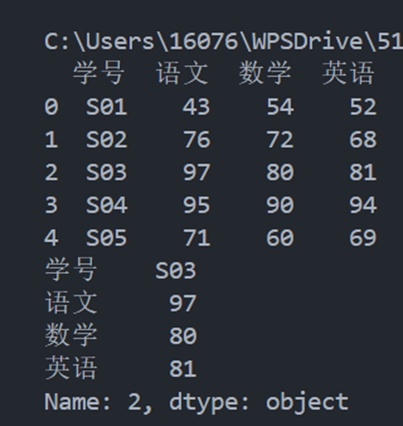 C:\Users\16076\WPSDrive\51
学号 语文 数学 英语
0 S01 43 54 52
1 S02 76 72 68
2 S03 97 80 81
3 S04 95 90 94
4 S05 71 60 69
学号 S03
语文 97
数学 80
英语 81
Name: 2, dtype: object